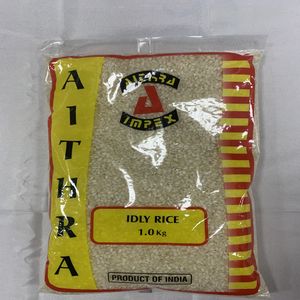 AITHRA
AITHRA
A
IMPEX
IDLY RICE
1.0 Kg
PRODUCT OF INDIA